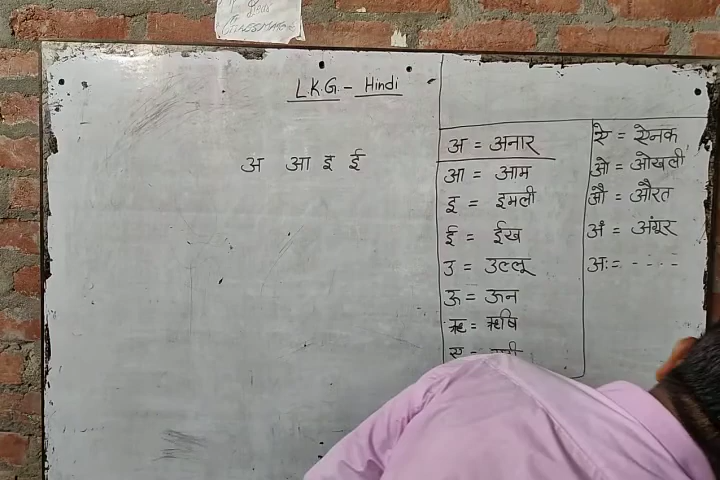 L.K.G. - Hindi
अ आ इ ई
अ = अनार
आ = आम
इ = इमली
ई = ईख
उ = उल्लू
ऊ = ऊन
ऋ = ऋषि
ए =
ऐ = ऐनक
ओ = ओखली
औ = औरत
अं = अंगूर
अः = - - - -